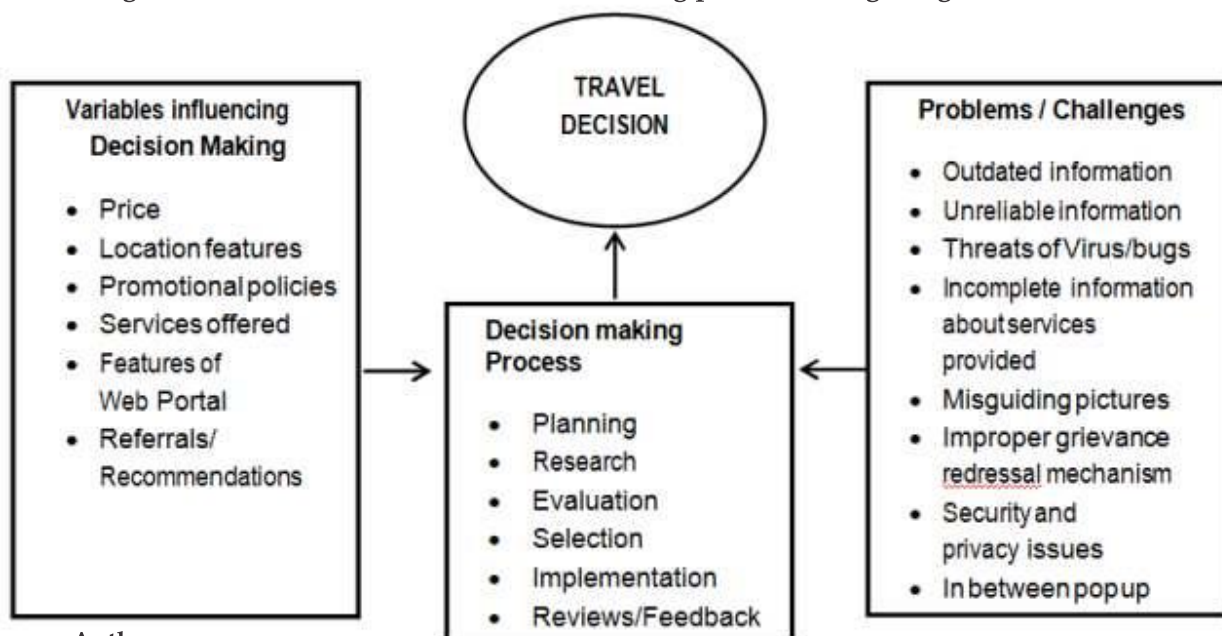 TRAVEL
DECISION
Variables influencing
Decision Making
• Price
• Location features
• Promotional policies
• Services offered
• Features of
Web Portal
• Referrals/
Recommendations
Decision making
Process
• Planning
• Research
• Evaluation
• Selection
• Implementation
• Reviews/Feedback
Problems / Challenges
• Outdated information
• Unreliable information
• Threats of Virus/bugs
• Incomplete information
about services
provided
• Misguiding pictures
• Improper grievance
redressal mechanism
• Security and
privacy issues
• In between popup